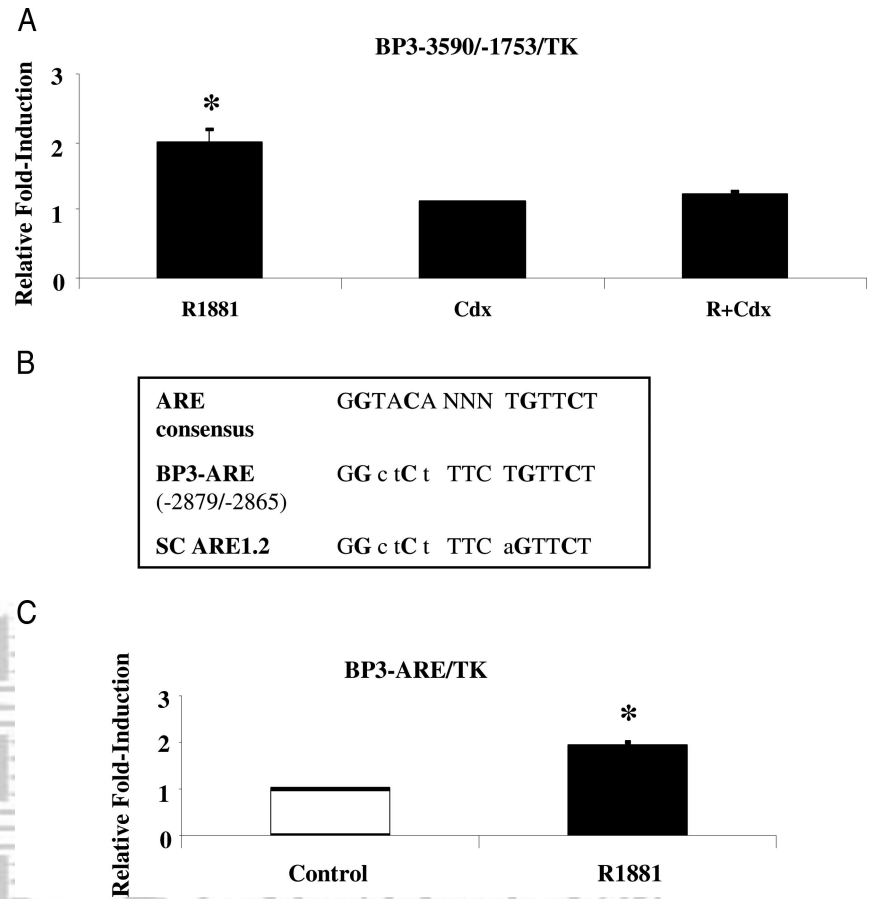 A
BP3-3590/-1753/TK
Relative Fold-Induction
3
2
1
0
*
R1881
Cdx
R+Cdx
B
ARE consensus GGTACA NNN TGTTCT
BP3-ARE GG c tC t TTC TGTTCT
(-2879/-2865)
SC ARE1.2 GG c tC t TTC aGTTCT
C
BP3-ARE/TK
Relative Fold-Induction
3
2
1
0
*
Control
R1881